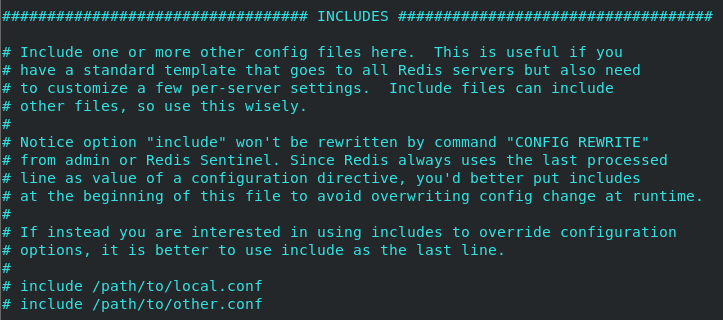 ################################## INCLUDES ###################################
# Include one or more other config files here.  This is useful if you
# have a standard template that goes to all Redis servers but also need
# to customize a few per-server settings.  Include files can include
# other files, so use this wisely.
#
# Notice option "include" won't be rewritten by command "CONFIG REWRITE"
# from admin or Redis Sentinel. Since Redis always uses the last processed
# line as value of a configuration directive, you'd better put includes
# at the beginning of this file to avoid overwriting config change at runtime.
#
# If instead you are interested in using includes to override configuration
# options, it is better to use include as the last line.
#
# include /path/to/local.conf
# include /path/to/other.conf